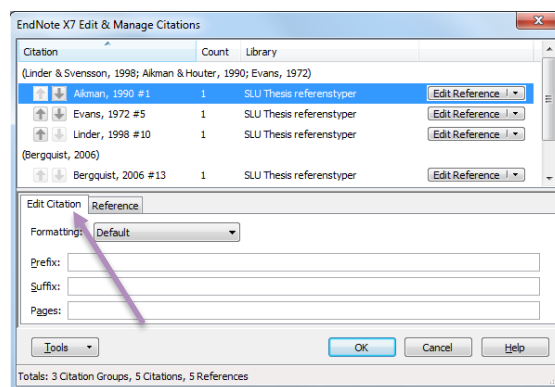 EndNote X7 Edit & Manage Citations
Citation Count Library
(Linder & Svensson, 1998; Aikman & Houter, 1990; Evans, 1972)
Aikman, 1990 #1 1 SLU Thesis referenstyper Edit Reference
Evans, 1972 #5 1 SLU Thesis referenstyper Edit Reference
Linder, 1998 #10 1 SLU Thesis referenstyper Edit Reference
(Bergquist, 2006)
Bergquist, 2006 #13 1 SLU Thesis referenstyper Edit Reference
Edit Citation Reference
Formatting: Default
Prefix:
Suffix:
Pages:
Tools OK Cancel Help
Totals: 3 Citation Groups, 5 Citations, 5 References